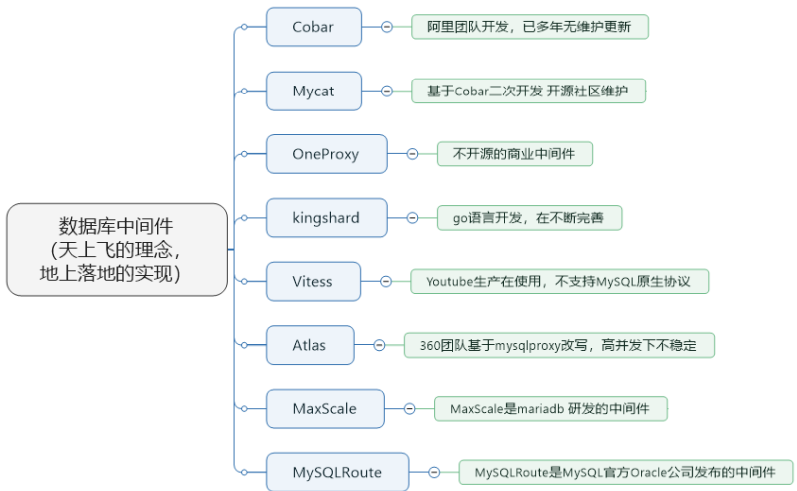 数据库中间件
（天上飞的理念，
地上落地的实现）
Cobar
阿里团队开发，已多年无维护更新
Mycat
基于Cobar二次开发 开源社区维护
OneProxy
不开源的商业中间件
kingshard
go语言开发，在不断完善
Vitess
Youtube生产在使用，不支持MySQL原生协议
Atlas
360团队基于mysqlproxy改写，高并发下不稳定
MaxScale
MaxScale是mariadb 研发的中间件
MySQLRoute
MySQLRoute是MySQL官方Oracle公司发布的中间件